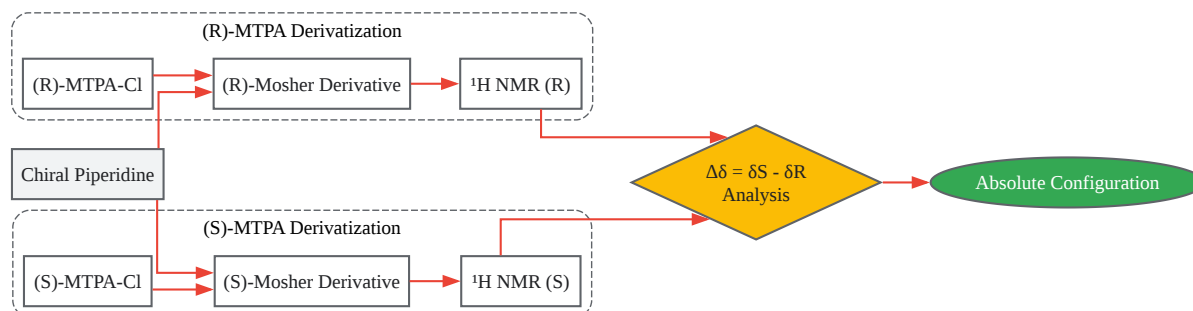 (R)-MTPA Derivatization
(R)-MTPA-Cl
(R)-Mosher Derivative
¹H NMR (R)
Chiral Piperidine
Δδ = δS - δR
Analysis
Absolute Configuration
(S)-MTPA Derivatization
(S)-MTPA-Cl
(S)-Mosher Derivative
¹H NMR (S)